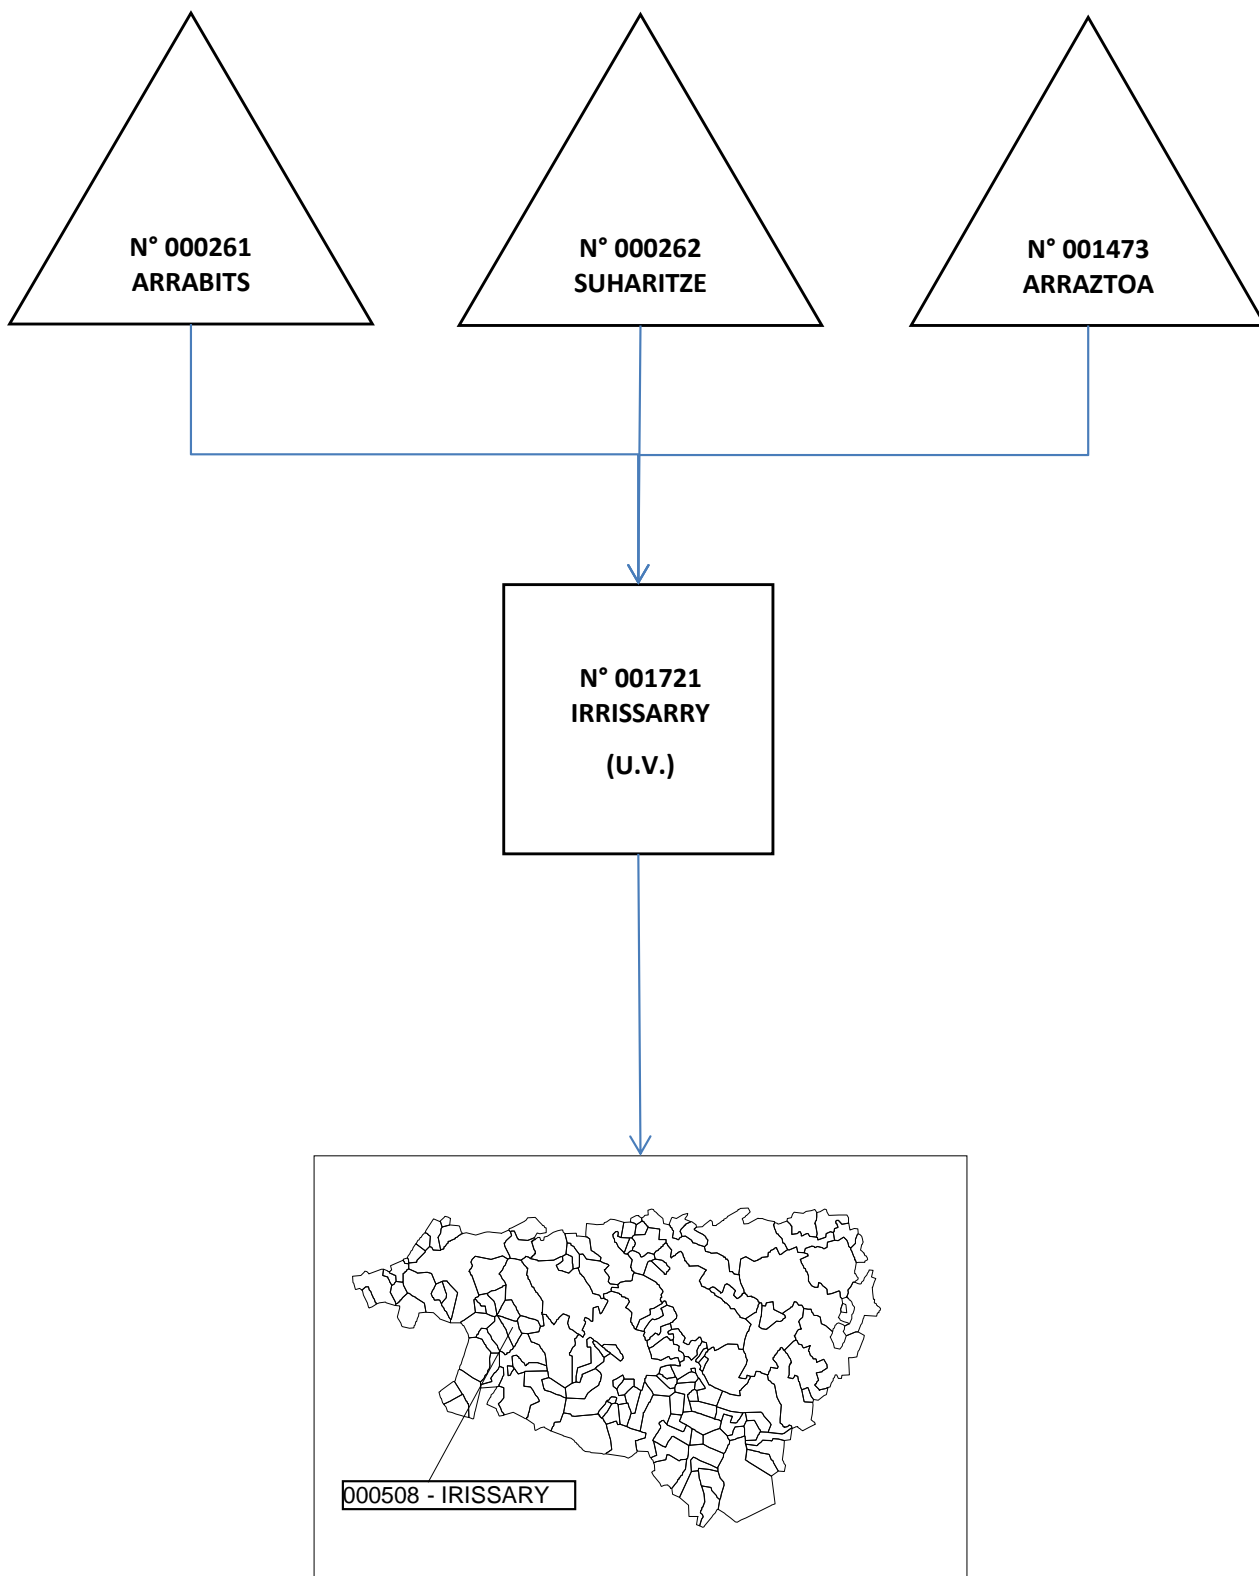 N° 000261
ARRABITS
N° 000262
SUHARITZE
N° 001473
ARRAZTOA
N° 001721
IRRISSARRY
(U.V.)
000508 - IRISSARY